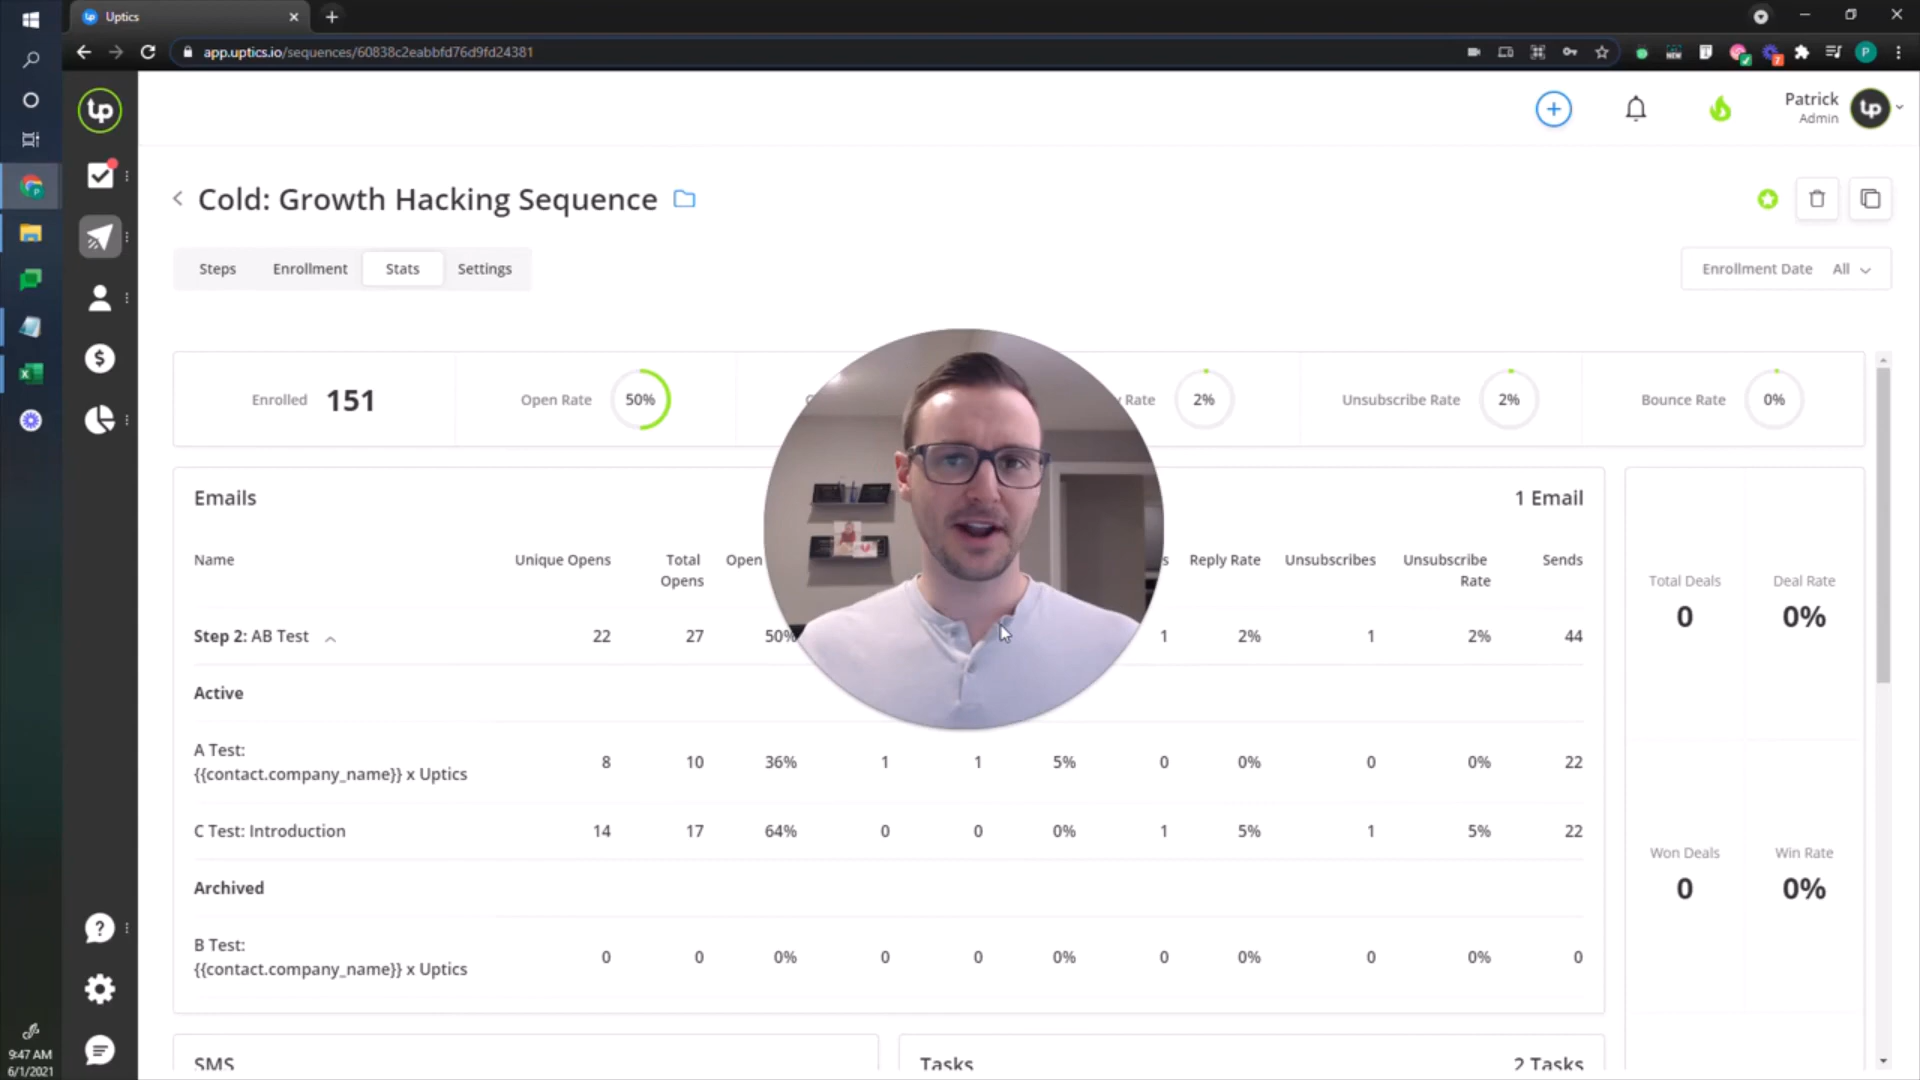 Uptics
app.uptics.io/sequences/60838c2eabbfd76d9fd24381
Patrick
Admin
Cold: Growth Hacking Sequence
Steps Enrollment Stats Settings
Enrollment Date All
Enrolled 151 Open Rate 50% Rate 2% Unsubscribe Rate 2% Bounce Rate 0%
Emails 1 Email
Name Unique Opens Total Open Reply Rate Unsubscribes Unsubscribe Sends
Opens Rate
Step 2: AB Test 22 27 50% 1 2% 1 2% 44
Active
A Test:
{{contact.company_name}} x Uptics 8 10 36% 1 1 5% 0 0% 0 0% 22
C Test: Introduction 14 17 64% 0 0 0% 1 5% 1 5% 22
Archived
B Test:
{{contact.company_name}} x Uptics 0 0 0% 0 0 0% 0 0% 0 0% 0
Total Deals Deal Rate
0 0%
Won Deals Win Rate
0 0%
SMS
Tasks 2 Tasks
9:47 AM
6/1/2021